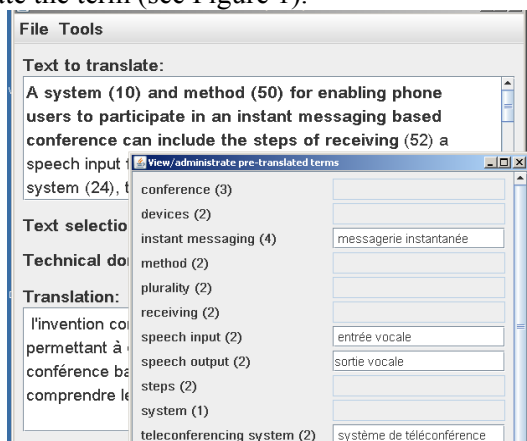 ate the term (see Figure 1).
File Tools
Text to translate:
A system (10) and method (50) for enabling phone
users to participate in an instant messaging based
conference can include the steps of receiving (52) a
speech input
system (24), t
View/administrate pre-translated terms
conference (3)
devices (2)
instant messaging (4) messagerie instantanée
method (2)
plurality (2)
receiving (2)
speech input (2) entrée vocale
speech output (2) sortie vocale
steps (2)
system (1)
teleconferencing system (2) système de téléconférence
Text selectio
Technical do
Translation:
l'invention co
permettant à
conférence ba
comprendre le